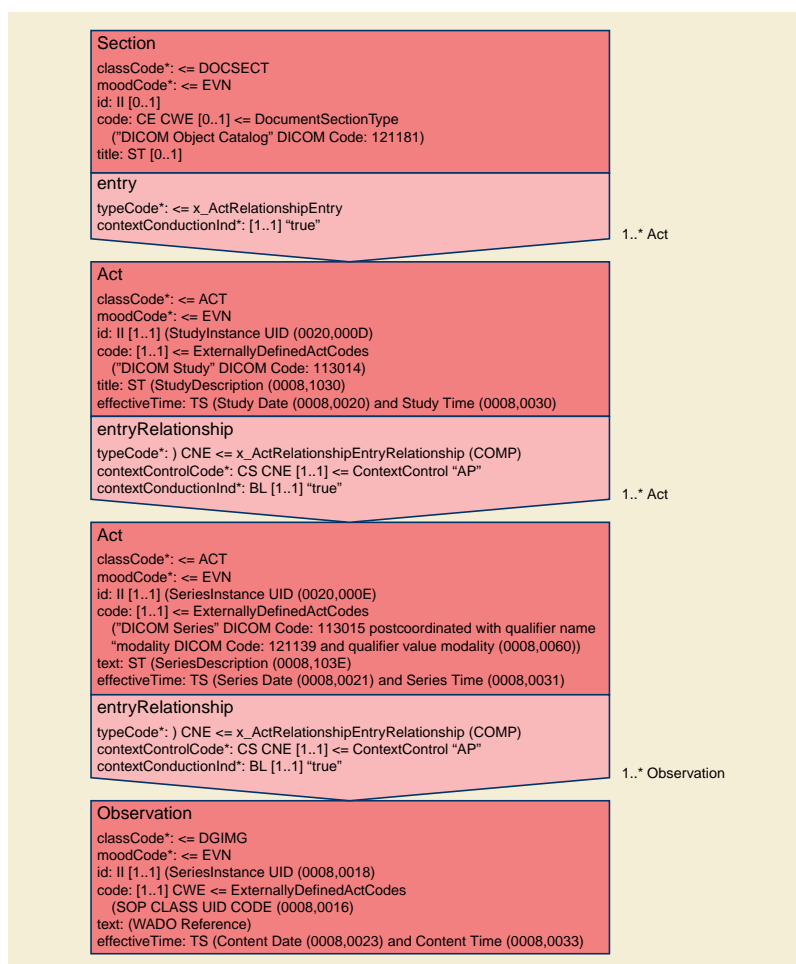 Section
classCode*: <= DOCSECT
moodCode*: <= EVN
id: II [0..1]
code: CE CWE [0..1] <= DocumentSectionType
("DICOM Object Catalog" DICOM Code: 121181)
title: ST [0..1]
entry
typeCode*: <= x_ActRelationshipEntry
contextConductionInd*: [1..1] “true”
1..* Act
Act
classCode*: <= ACT
moodCode*: <= EVN
id: II [1..1] (StudyInstance UID (0020,000D)
code: [1..1] <= ExternallyDefinedActCodes
("DICOM Study" DICOM Code: 113014)
title: ST (StudyDescription (0008,1030)
effectiveTime: TS (Study Date (0008,0020) and Study Time (0008,0030)
entryRelationship
typeCode*: ) CNE <= x_ActRelationshipEntryRelationship (COMP)
contextControlCode*: CS CNE [1..1] <= ContextControl “AP”
contextConductionInd*: BL [1..1] “true”
1..* Act
Act
classCode*: <= ACT
moodCode*: <= EVN
id: II [1..1] (SeriesInstance UID (0020,000E)
code: [1..1] <= ExternallyDefinedActCodes
("DICOM Series" DICOM Code: 113015 postcoordinated with qualifier name
“modality DICOM Code: 121139 and qualifier value modality (0008,0060))
text: ST (SeriesDescription (0008,103E)
effectiveTime: TS (Series Date (0008,0021) and Series Time (0008,0031)
entryRelationship
typeCode*: ) CNE <= x_ActRelationshipEntryRelationship (COMP)
contextControlCode*: CS CNE [1..1] <= ContextControl “AP”
contextConductionInd*: BL [1..1] “true”
1..* Observation
Observation
classCode*: <= DGIMG
moodCode*: <= EVN
id: II [1..1] (SeriesInstance UID (0008,0018)
code: [1..1] CWE <= ExternallyDefinedActCodes
(SOP CLASS UID CODE (0008,0016)
text: (WADO Reference)
effectiveTime: TS (Content Date (0008,0023) and Content Time (0008,0033)